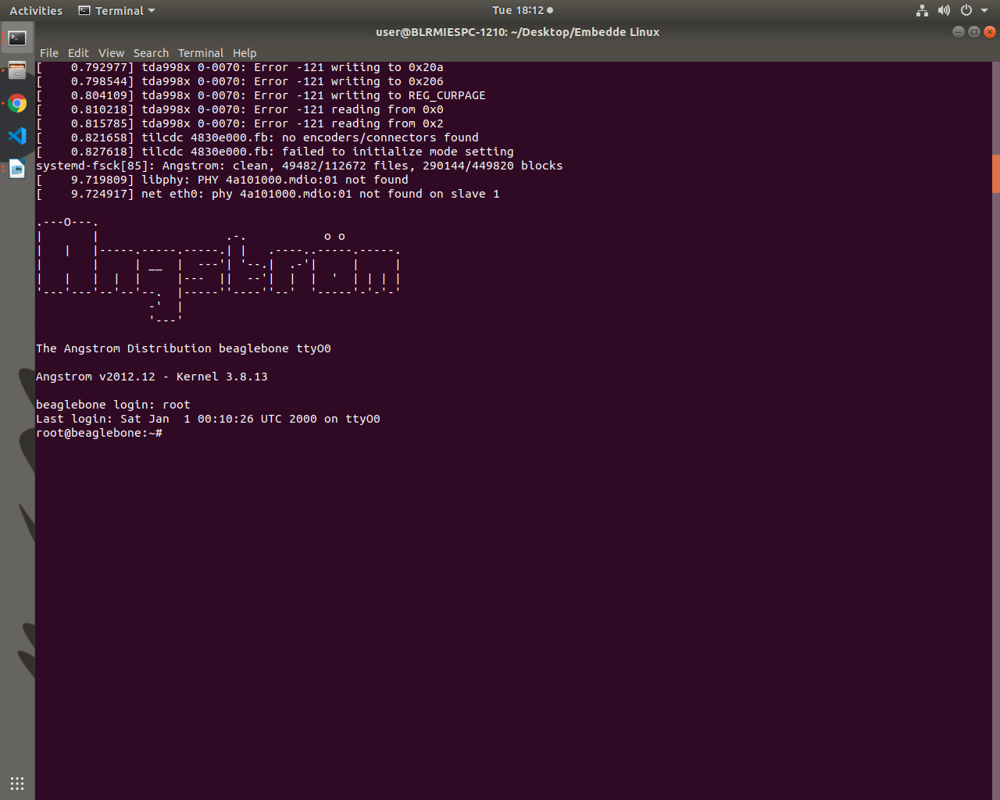 Activities Terminal Tue 18:12
user@BLRMIESPC-1210: ~/Desktop/Embedde Linux
File Edit View Search Terminal Help
[    0.792977] tda998x 0-0070: Error -121 writing to 0x20a
[    0.798544] tda998x 0-0070: Error -121 writing to 0x206
[    0.804109] tda998x 0-0070: Error -121 writing to REG_CURPAGE
[    0.810218] tda998x 0-0070: Error -121 reading from 0x0
[    0.815785] tda998x 0-0070: Error -121 reading from 0x2
[    0.821658] tilcdc 4830e000.fb: no encoders/connectors found
[    0.827618] tilcdc 4830e000.fb: failed to initialize mode setting
systemd-fsck[85]: Angstrom: clean, 49482/112672 files, 290144/449820 blocks
[    9.719809] libphy: PHY 4a101000.mdio:01 not found
[    9.724917] net eth0: phy 4a101000.mdio:01 not found on slave 1
.---O---.
|       |                  .-.           o o
|   |   |-----.-----.-----.| |   .----..-----.-----.
|       |     | __  |  ---'| '--.|  .-'|     |     |
|   |   |  |  |     |---  ||  --'|  |  |  '  | | | |
'---'---'--'--'--.  |-----''----''--'  '-----'-'-'-'
                -'  |
                '---'
The Angstrom Distribution beaglebone ttyO0
Angstrom v2012.12 - Kernel 3.8.13
beaglebone login: root
Last login: Sat Jan  1 00:10:26 UTC 2000 on ttyO0
root@beaglebone:~#